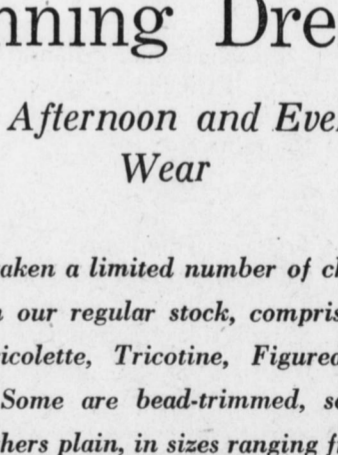 nning Dre
Afternoon and Eve
Wear
aken a limited number of c
our regular stock, compris
icolette, Tricotine, Figured
Some are bead-trimmed, s
hers plain, in sizes ranging f